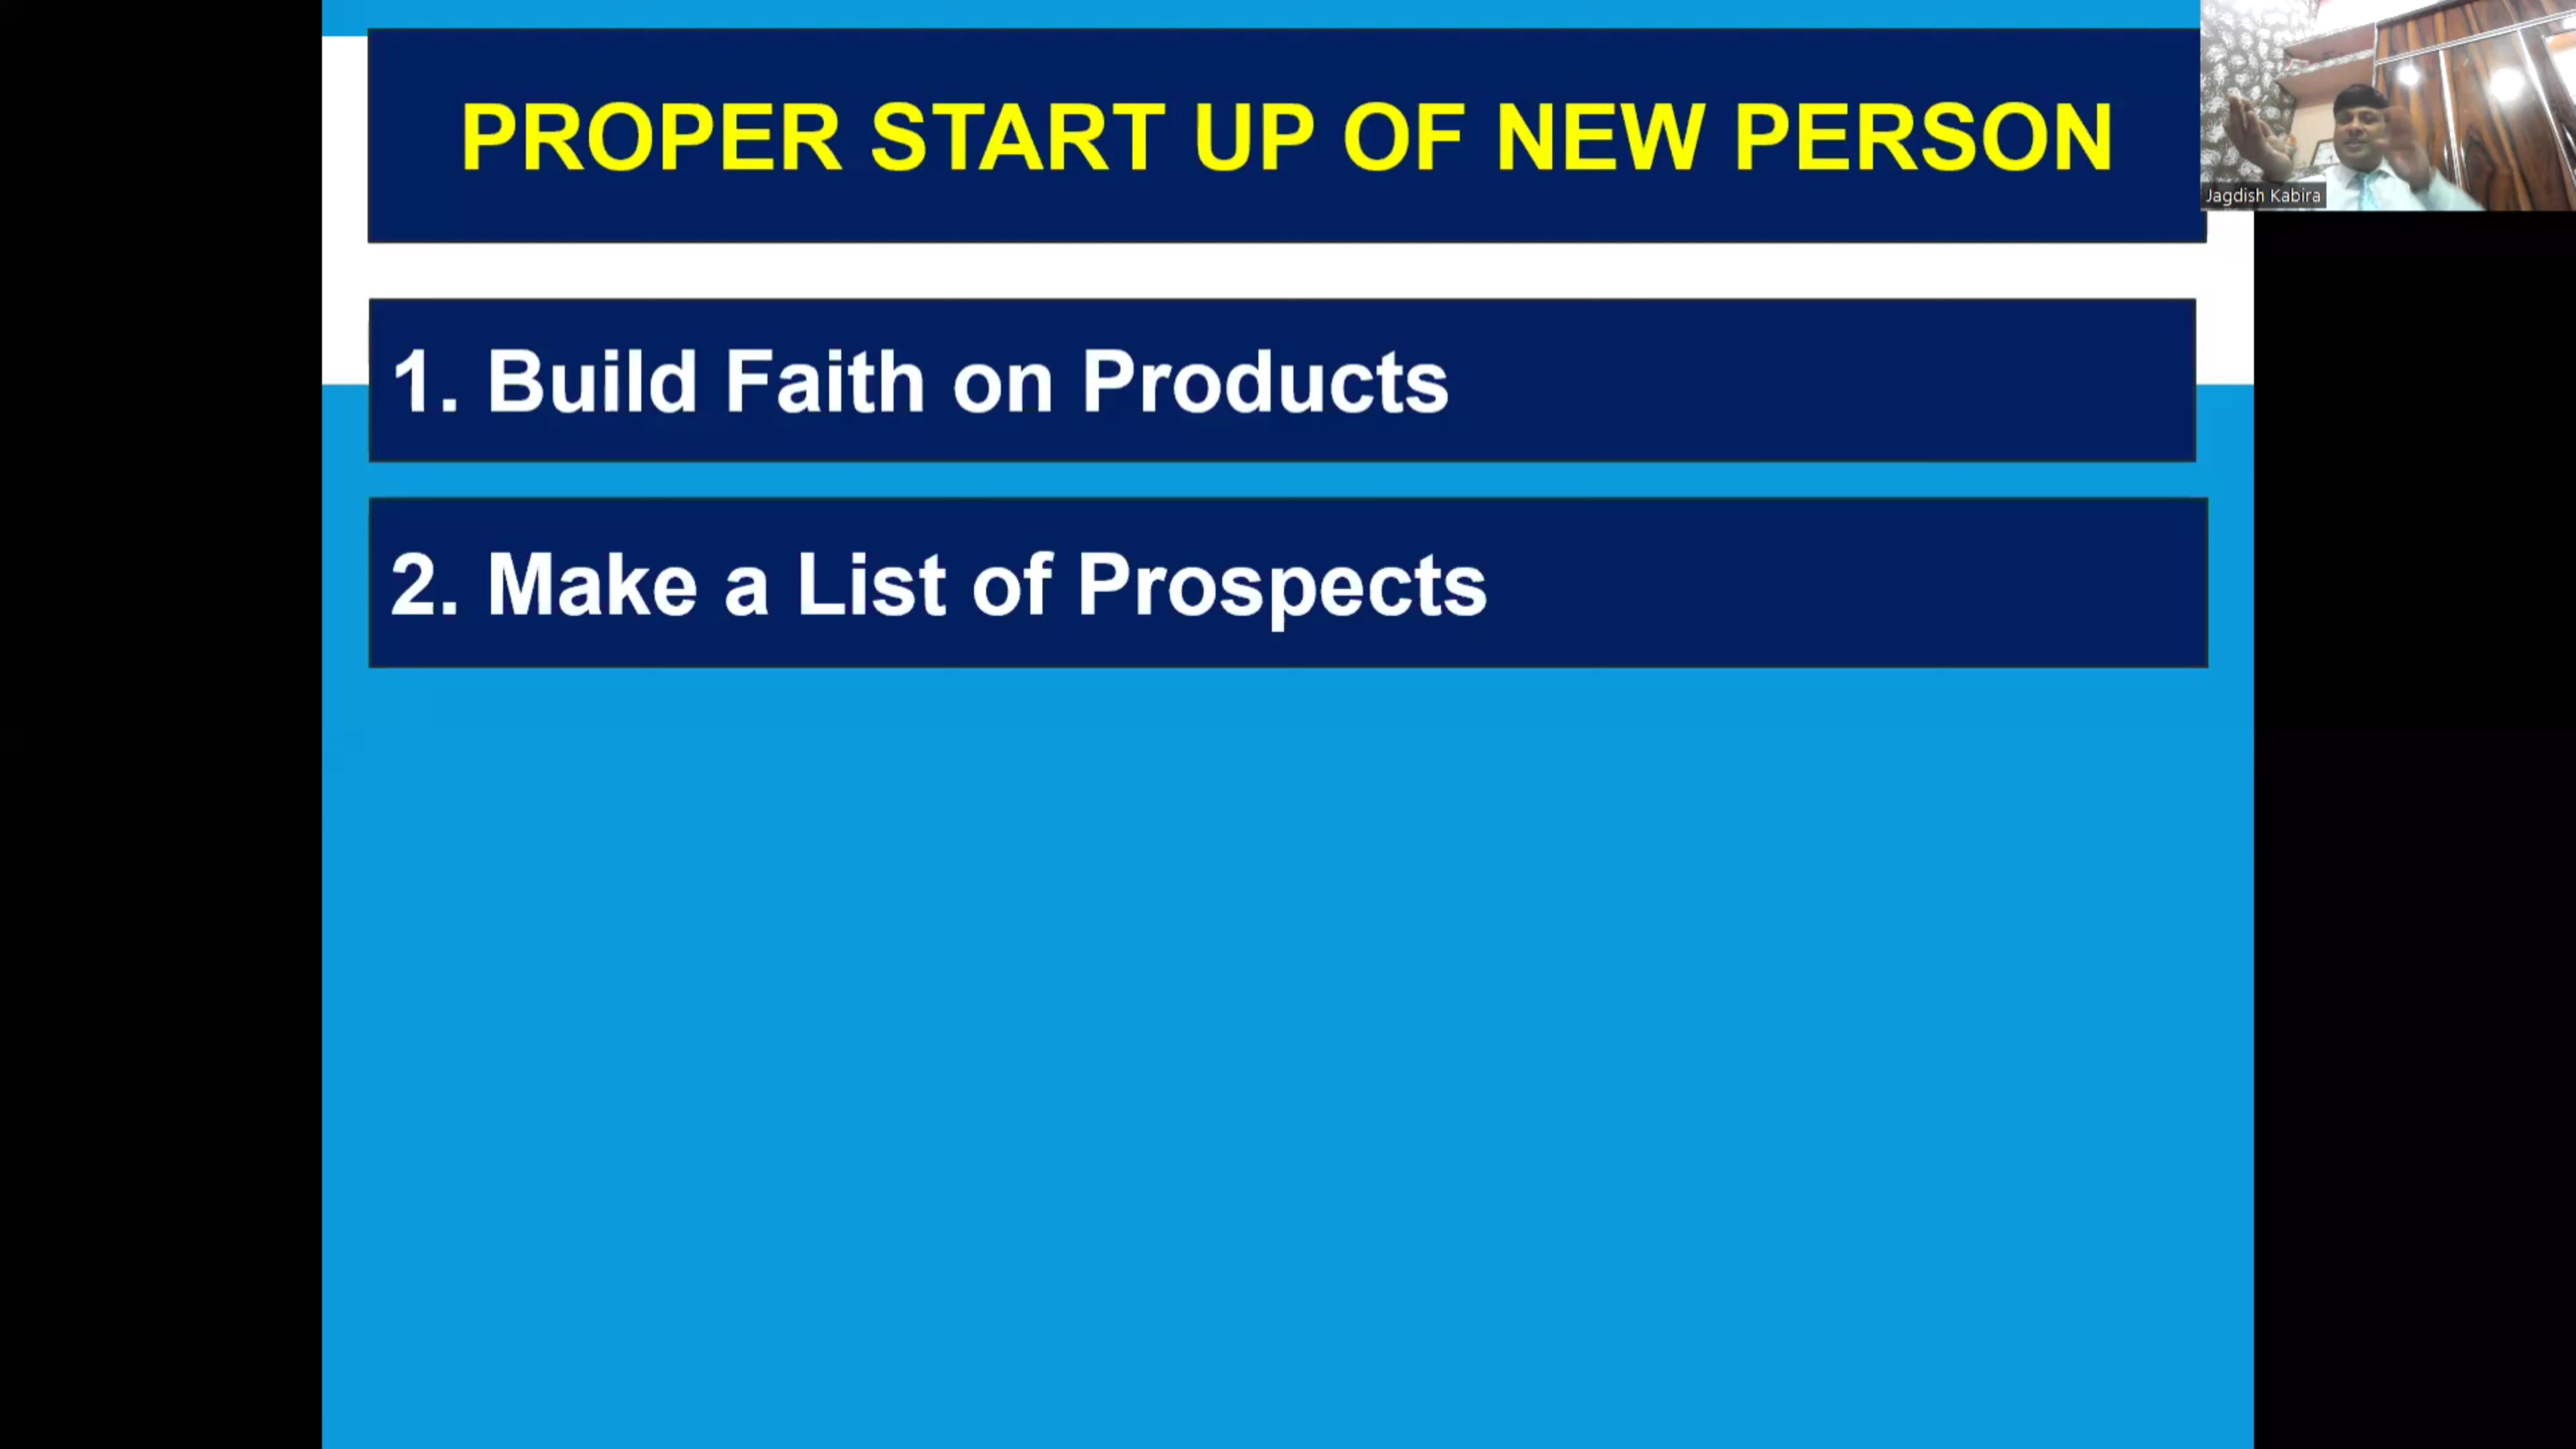 PROPER START UP OF NEW PERSON
Jagdish Kabira
1. Build Faith on Products
2. Make a List of Prospects